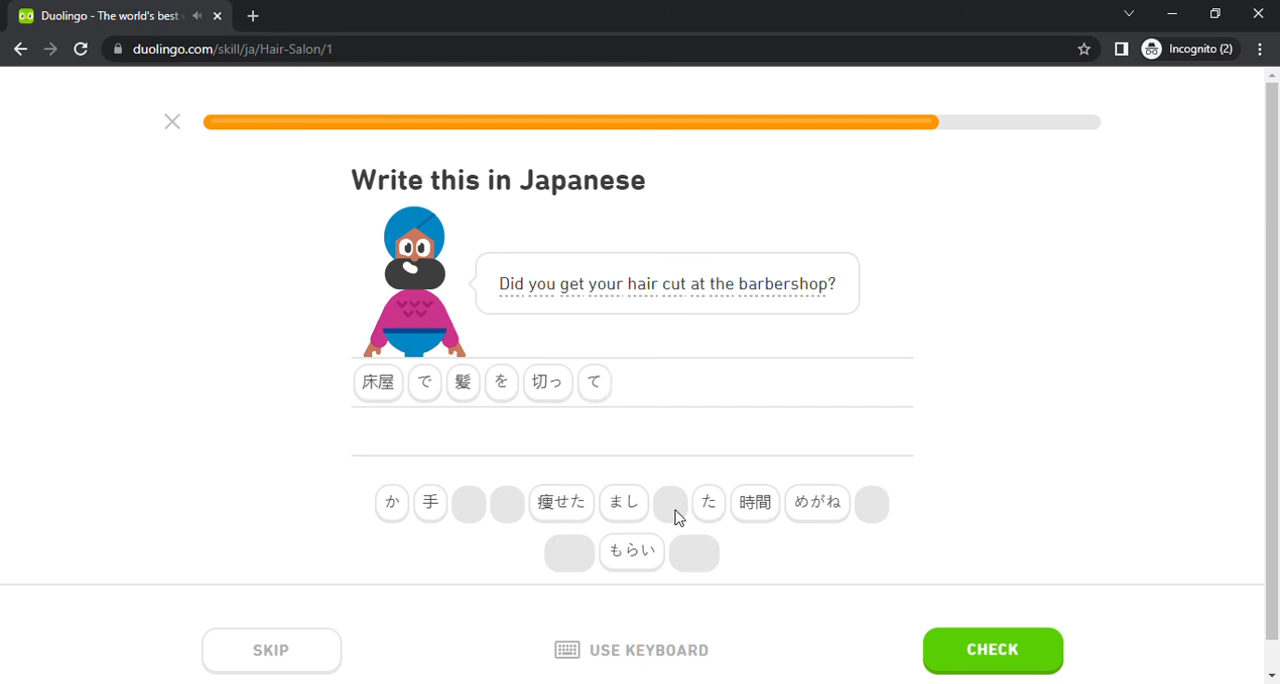 Duolingo - The world's best
duolingo.com/skill/ja/Hair-Salon/1
Incognito (2)
Write this in Japanese
Did you get your hair cut at the barbershop?
床屋 で 髪 を 切っ て
か 手 痩せた まし た 時間 めがね
もらい
SKIP
USE KEYBOARD
CHECK